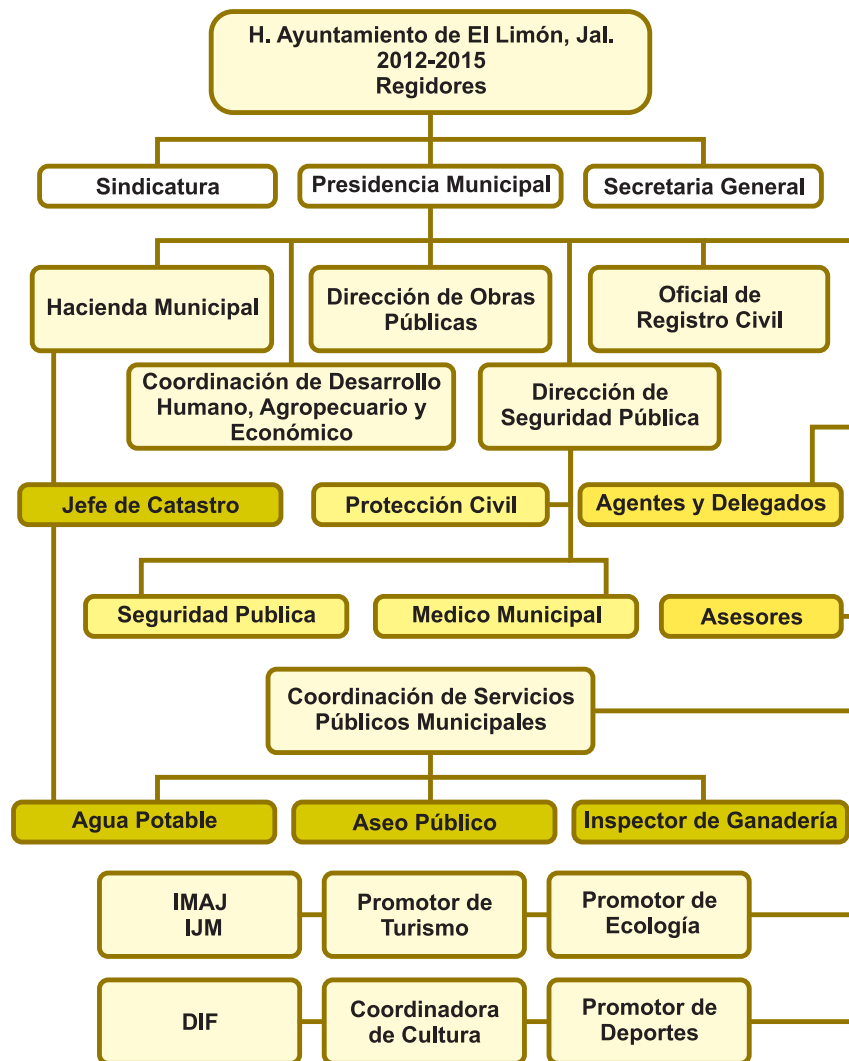 H. Ayuntamiento de El Limón, Jal.
2012-2015
Regidores
Sindicatura
Presidencia Municipal
Secretaria General
Hacienda Municipal
Dirección de Obras
Públicas
Oficial de
Registro Civil
Coordinación de Desarrollo
Humano, Agropecuario y
Económico
Dirección de
Seguridad Pública
Jefe de Catastro
Protección Civil
Agentes y Delegados
Seguridad Publica
Medico Municipal
Asesores
Coordinación de Servicios
Públicos Municipales
Agua Potable
Aseo Público
Inspector de Ganadería
IMAJ
IJM
Promotor de
Turismo
Promotor de
Ecología
DIF
Coordinadora
de Cultura
Promotor de
Deportes